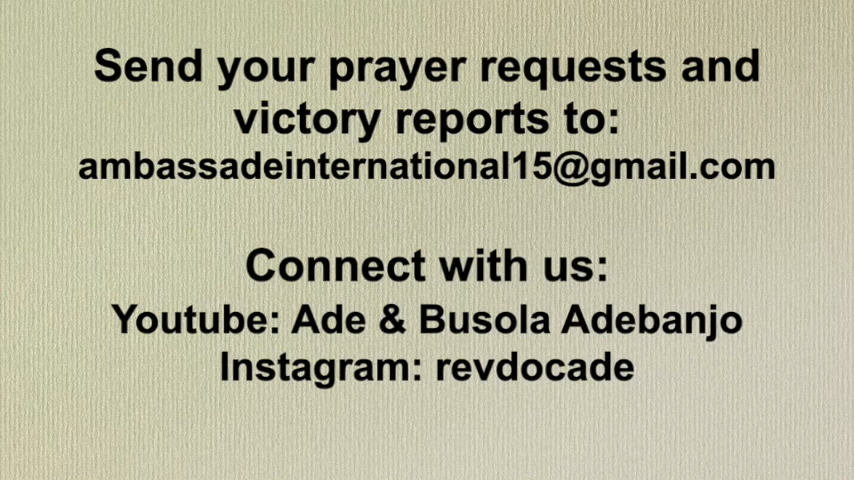 Send your prayer requests and
victory reports to:
ambassadeinternational15@gmail.com
Connect with us:
Youtube: Ade & Busola Adebanjo
Instagram: revdocade